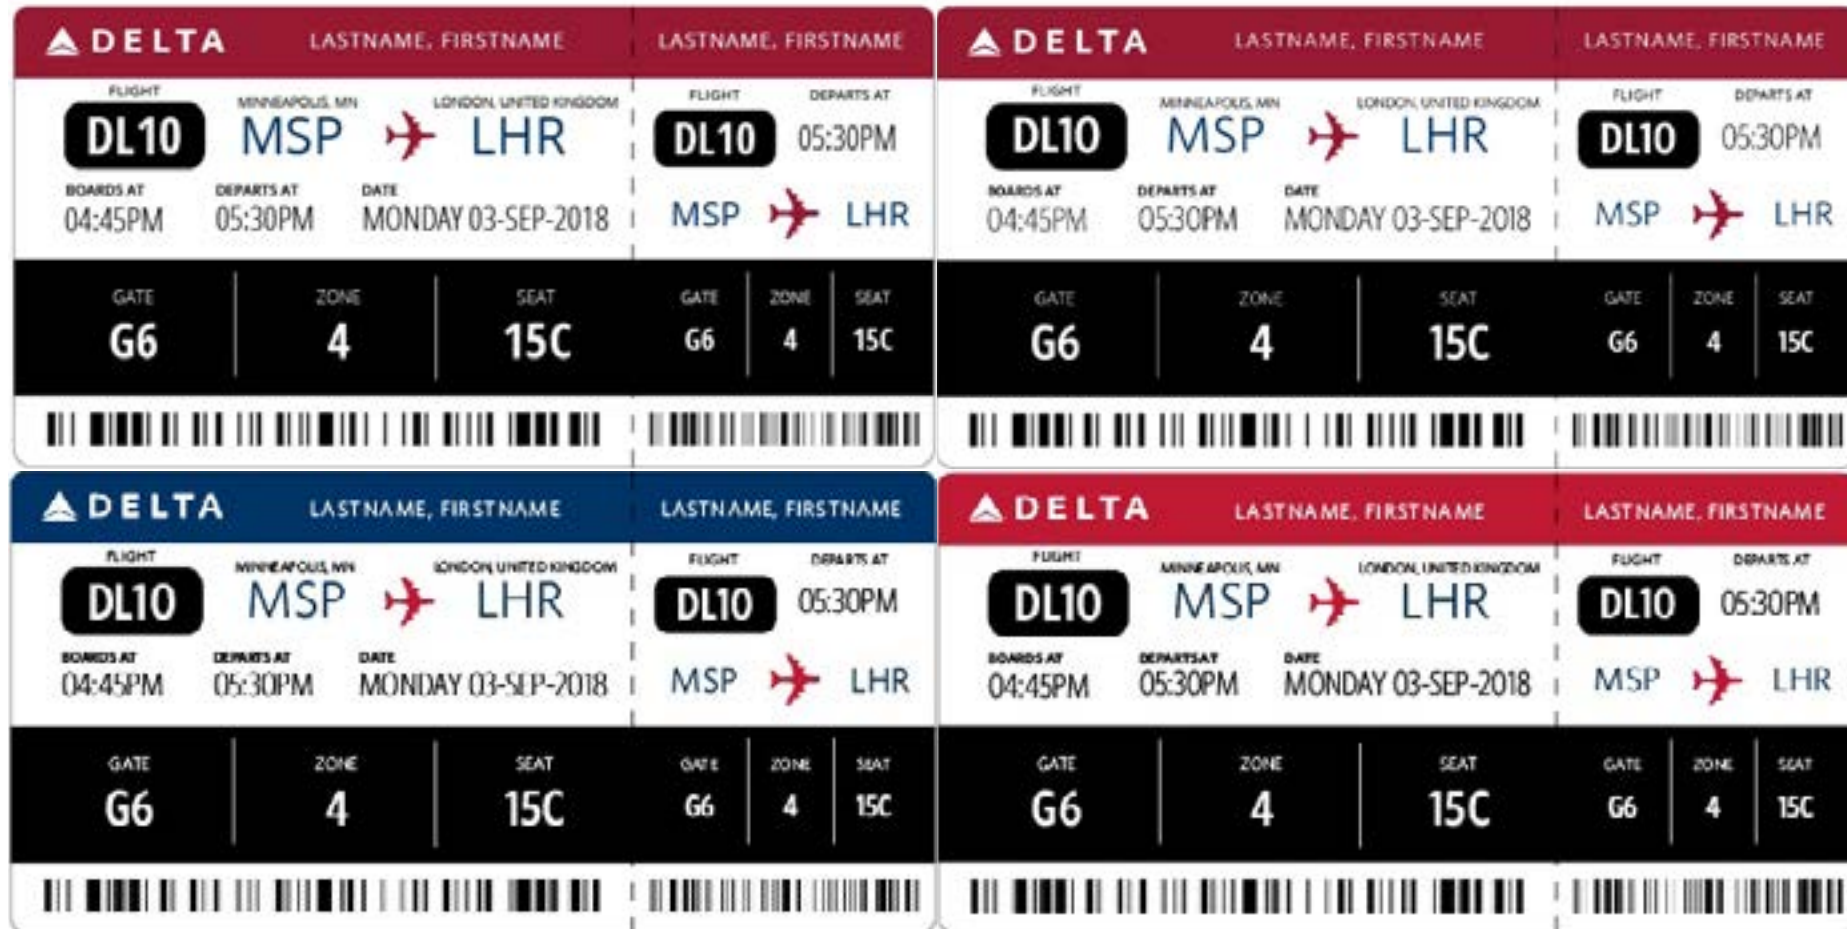 DELTA LASTNAME, FIRSTNAME LASTNAME, FIRSTNAME
FLIGHT MINNEAPOLIS, MN LONDON, UNITED KINGDOM FLIGHT DEPARTS AT
DL10 MSP LHR DL10 05:30PM
BOARDS AT DEPARTS AT DATE
04:45PM 05:30PM MONDAY 03-SEP-2018 MSP LHR
GATE ZONE SEAT GATE ZONE SEAT
G6 4 15C G6 4 15C
DELTA LASTNAME, FIRSTNAME LASTNAME, FIRSTNAME
FLIGHT MINNEAPOLIS, MN LONDON, UNITED KINGDOM FLIGHT DEPARTS AT
DL10 MSP LHR DL10 05:30PM
BOARDS AT DEPARTS AT DATE
04:45PM 05:30PM MONDAY 03-SEP-2018 MSP LHR
GATE ZONE SEAT GATE ZONE SEAT
G6 4 15C G6 4 15C
DELTA LASTNAME, FIRSTNAME LASTNAME, FIRSTNAME
FLIGHT MINNEAPOLIS, MN LONDON, UNITED KINGDOM FLIGHT DEPARTS AT
DL10 MSP LHR DL10 05:30PM
BOARDS AT DEPARTS AT DATE
04:45PM 05:30PM MONDAY 03-SEP-2018 MSP LHR
GATE ZONE SEAT GATE ZONE SEAT
G6 4 15C G6 4 15C
DELTA LASTNAME, FIRSTNAME LASTNAME, FIRSTNAME
FLIGHT MINNEAPOLIS, MN LONDON, UNITED KINGDOM FLIGHT DEPARTS AT
DL10 MSP LHR DL10 05:30PM
BOARDS AT DEPARTS AT DATE
04:45PM 05:30PM MONDAY 03-SEP-2018 MSP LHR
GATE ZONE SEAT GATE ZONE SEAT
G6 4 15C G6 4 15C